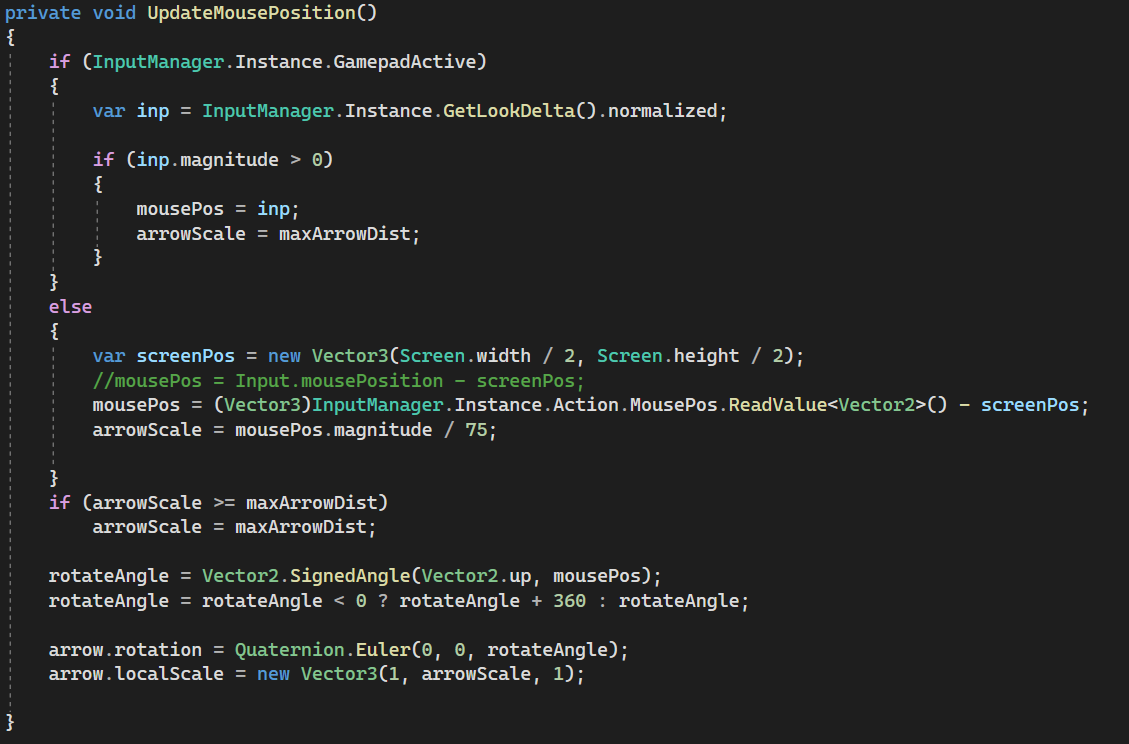 private void UpdateMousePosition()
{
    if (InputManager.Instance.GamepadActive)
    {
        var inp = InputManager.Instance.GetLookDelta().normalized;

        if (inp.magnitude > 0)
        {
            mousePos = inp;
            arrowScale = maxArrowDist;
        }
    }
    else
    {
        var screenPos = new Vector3(Screen.width / 2, Screen.height / 2);
        //mousePos = Input.mousePosition - screenPos;
        mousePos = (Vector3)InputManager.Instance.Action.MousePos.ReadValue<Vector2>() - screenPos;
        arrowScale = mousePos.magnitude / 75;

    }
    if (arrowScale >= maxArrowDist)
        arrowScale = maxArrowDist;

    rotateAngle = Vector2.SignedAngle(Vector2.up, mousePos);
    rotateAngle = rotateAngle < 0 ? rotateAngle + 360 : rotateAngle;

    arrow.rotation = Quaternion.Euler(0, 0, rotateAngle);
    arrow.localScale = new Vector3(1, arrowScale, 1);

}